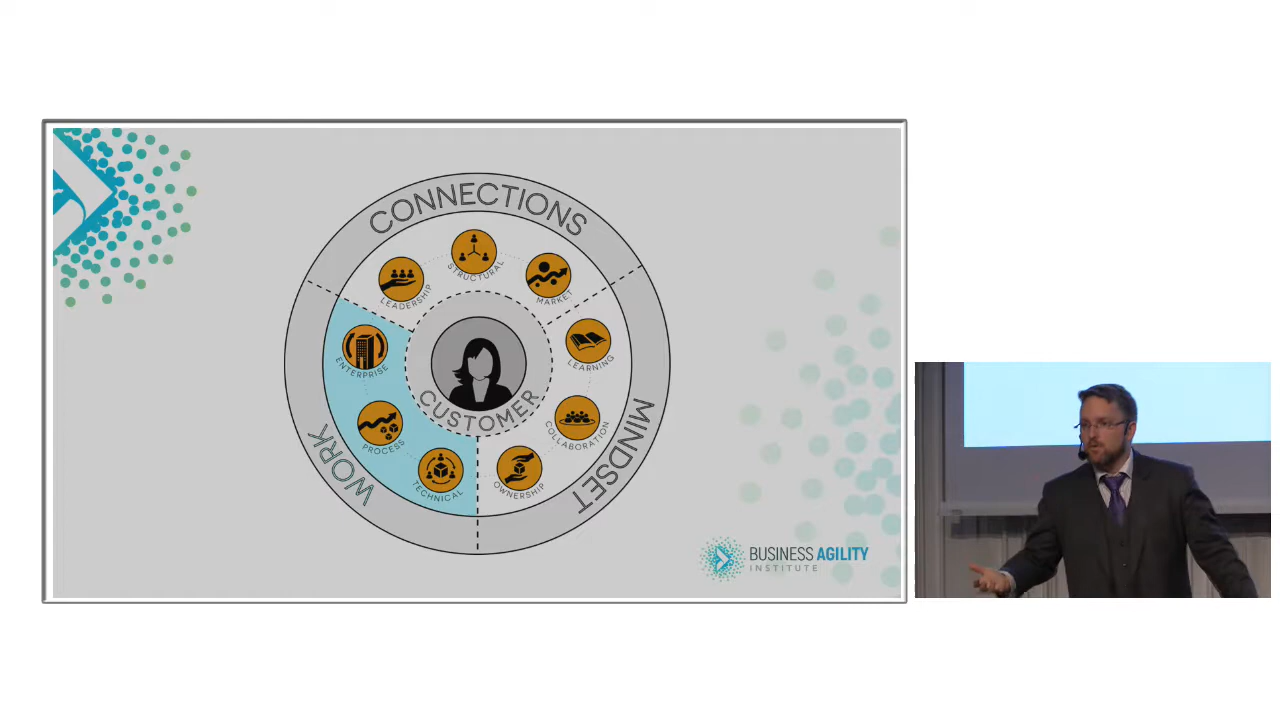 CONNECTIONS
STRUCTURAL
LEADERSHIP
MARKET
ENTERPRISE
LEARNING
CUSTOMER
PROCESS
COLLABORATION
TECHNICAL
OWNERSHIP
WORK
MINDSET
BUSINESS AGILITY
INSTITUTE